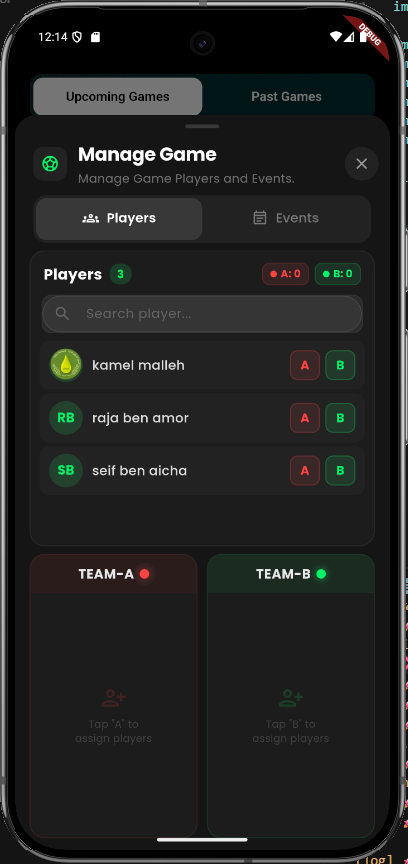 im
12:14
DEBUG
Upcoming Games
Past Games
Manage Game
Manage Game Players and Events.
Players
Events
Players 3
A: 0
B: 0
Search player...
kamel malleh
A
B
RB
raja ben amor
A
B
SB
seif ben aicha
A
B
TEAM-A
TEAM-B
Tap "A" to
assign players
Tap "B" to
assign players
[log]